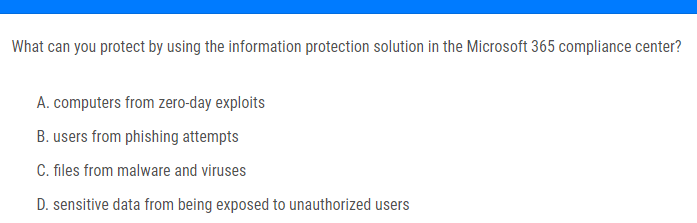 What can you protect by using the information protection solution in the Microsoft 365 compliance center?
A. computers from zero-day exploits
B. users from phishing attempts
C. files from malware and viruses
D. sensitive data from being exposed to unauthorized users